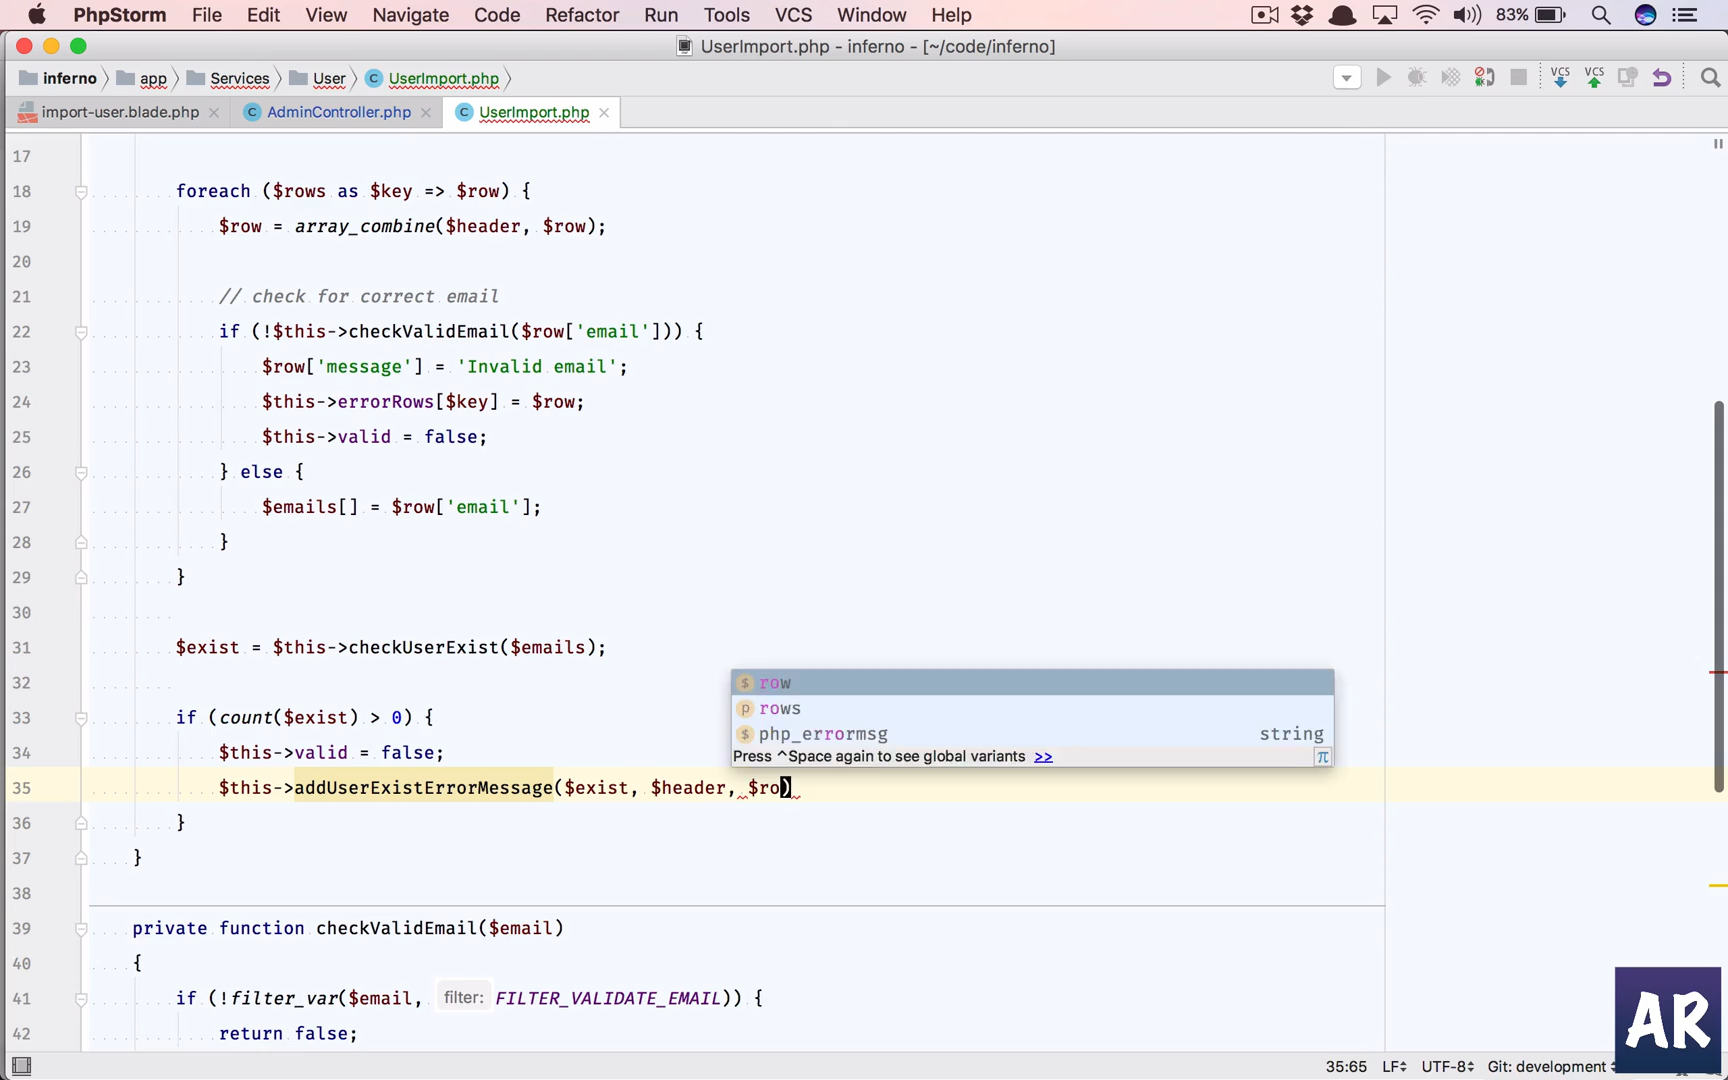 PhpStorm File Edit View Navigate Code Refactor Run Tools VCS Window Help 83%
UserImport.php - inferno - [~/code/inferno]
inferno app Services User UserImport.php VCS VCS
import-user.blade.php AdminController.php UserImport.php
17
18 foreach ($rows as $key => $row) {
19 $row = array_combine($header, $row);
20
21 // check for correct email
22 if (!$this->checkValidEmail($row['email'])) {
23 $row['message'] = 'Invalid email';
24 $this->errorRows[$key] = $row;
25 $this->valid = false;
26 } else {
27 $emails[] = $row['email'];
28 }
29 }
30
31 $exist = $this->checkUserExist($emails);
32
33 if (count($exist) > 0) {
34 $this->valid = false;
35 $this->addUserExistErrorMessage($exist, $header, $ro)
36 }
37 }
38
39 private function checkValidEmail($email)
40 {
41 if (!filter_var($email, filter: FILTER_VALIDATE_EMAIL)) {
42 return false;
$ row
p rows
$ php_errormsg string
Press ^Space again to see global variants >> π
AR
35:65 LF UTF-8 Git: development